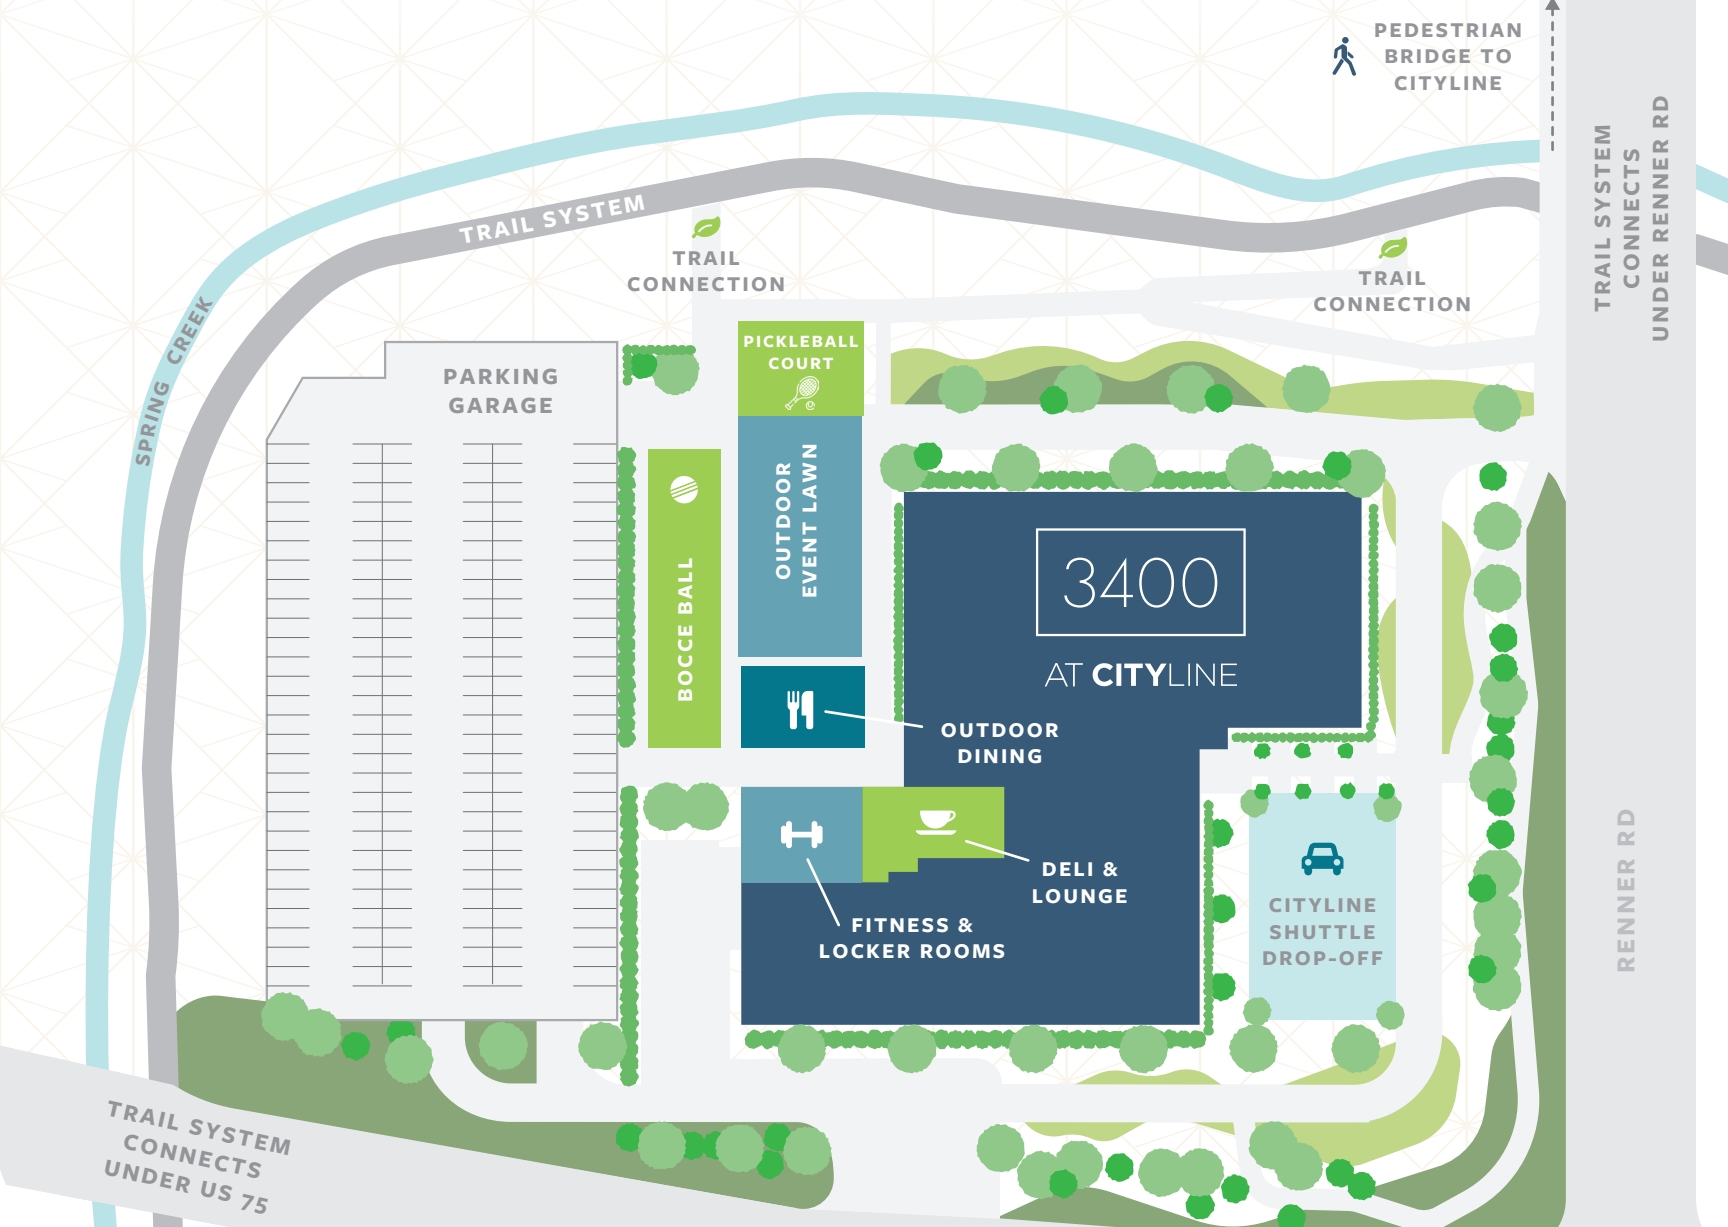 PEDESTRIAN
BRIDGE TO
CITYLINE
TRAIL SYSTEM
CONNECTS
UNDER RENNER RD
TRAIL SYSTEM
TRAIL
CONNECTION
TRAIL
CONNECTION
SPRING CREEK
PICKLEBALL
COURT
PARKING
GARAGE
OUTDOOR
EVENT LAWN
BOCCE BALL
3400
AT CITYLINE
OUTDOOR
DINING
DELI &
LOUNGE
FITNESS &
LOCKER ROOMS
CITYLINE
SHUTTLE
DROP-OFF
RENNER RD
TRAIL SYSTEM
CONNECTS
UNDER US 75